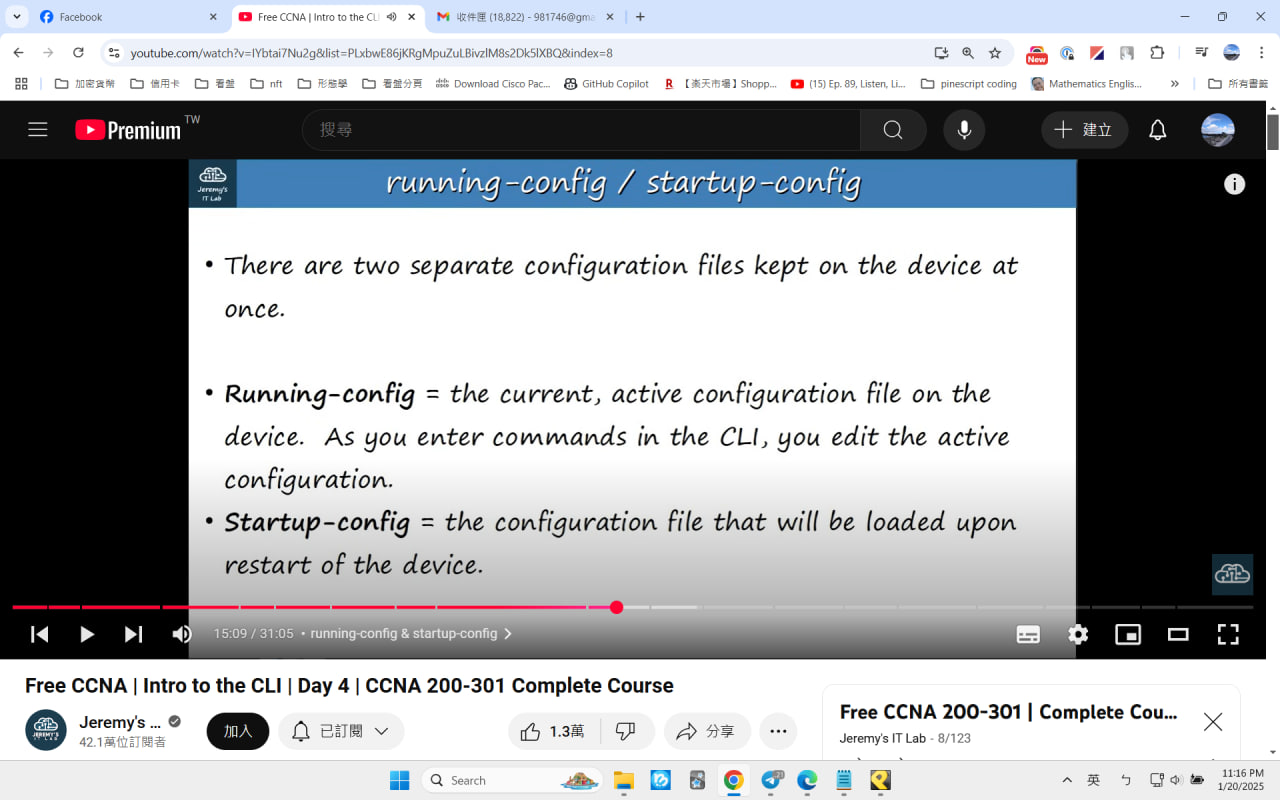 Facebook
Free CCNA | Intro to the CLI
收件匣 (18,822) - 981746@gma
youtube.com/watch?v=IYbtai7Nu2g&list=PLxbwE86jKRgMpuZuLBivzlM8s2Dk5lXBQ&index=8
New
加密貨幣
信用卡
看盤
nft
形態學
看盤分頁
Download Cisco Pac...
GitHub Copilot
【楽天市場】Shopp...
(15) Ep. 89, Listen, Li...
pinescript coding
Mathematics Englis...
所有書籤
Premium TW
搜尋
建立
Jeremy's
IT Lab
running-config / startup-config
• There are two separate configuration files kept on the device at
once.
• Running-config = the current, active configuration file on the
device. As you enter commands in the CLI, you edit the active
configuration.
• Startup-config = the configuration file that will be loaded upon
restart of the device.
15:09 / 31:05 • running-config & startup-config
Free CCNA | Intro to the CLI | Day 4 | CCNA 200-301 Complete Course
JEREMY'S
Jeremy's ...
42.1萬位訂閱者
加入
已訂閱
1.3萬
分享
Free CCNA 200-301 | Complete Cou...
Jeremy's IT Lab - 8/123
Search
英
ㄅ
11:16 PM
1/20/2025